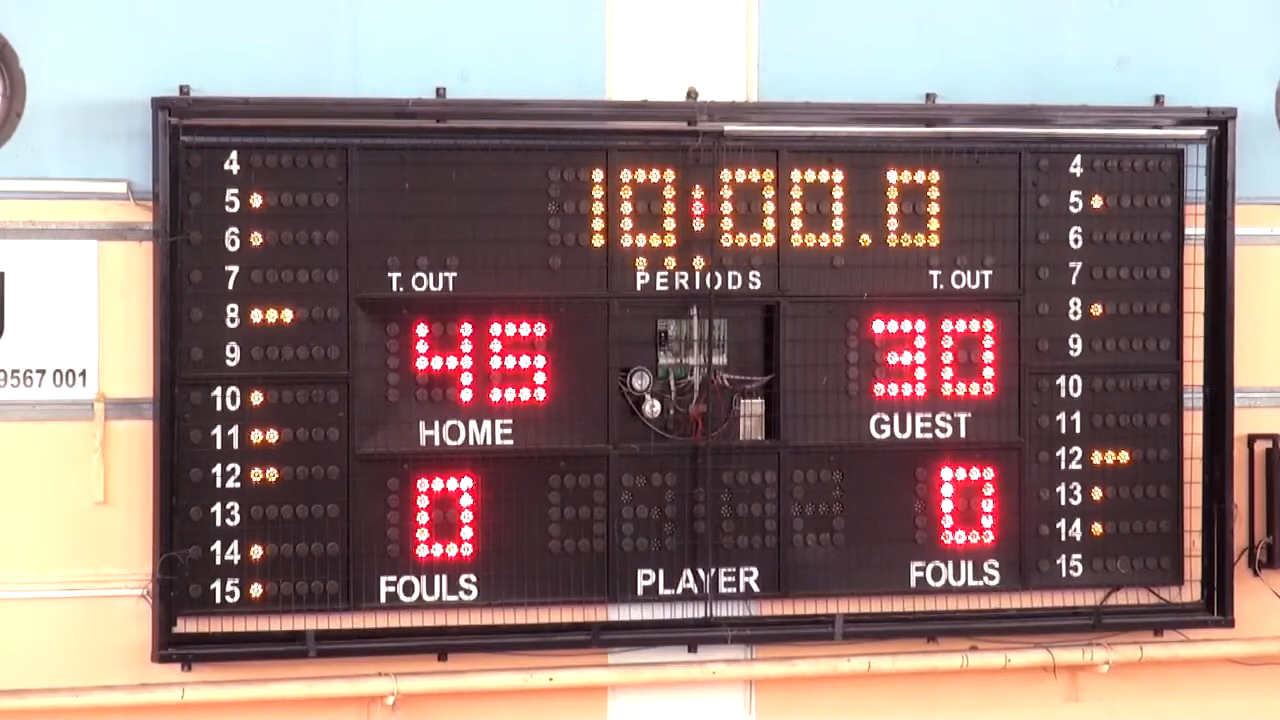 4 10:00.0 4
5 5
6 6
7 T. OUT PERIODS T. OUT 7
8 45 30 8
9 9
10 10
11 HOME GUEST 11
12 0 0 12
13 13
14 14
15 FOULS PLAYER FOULS 15
9567 001